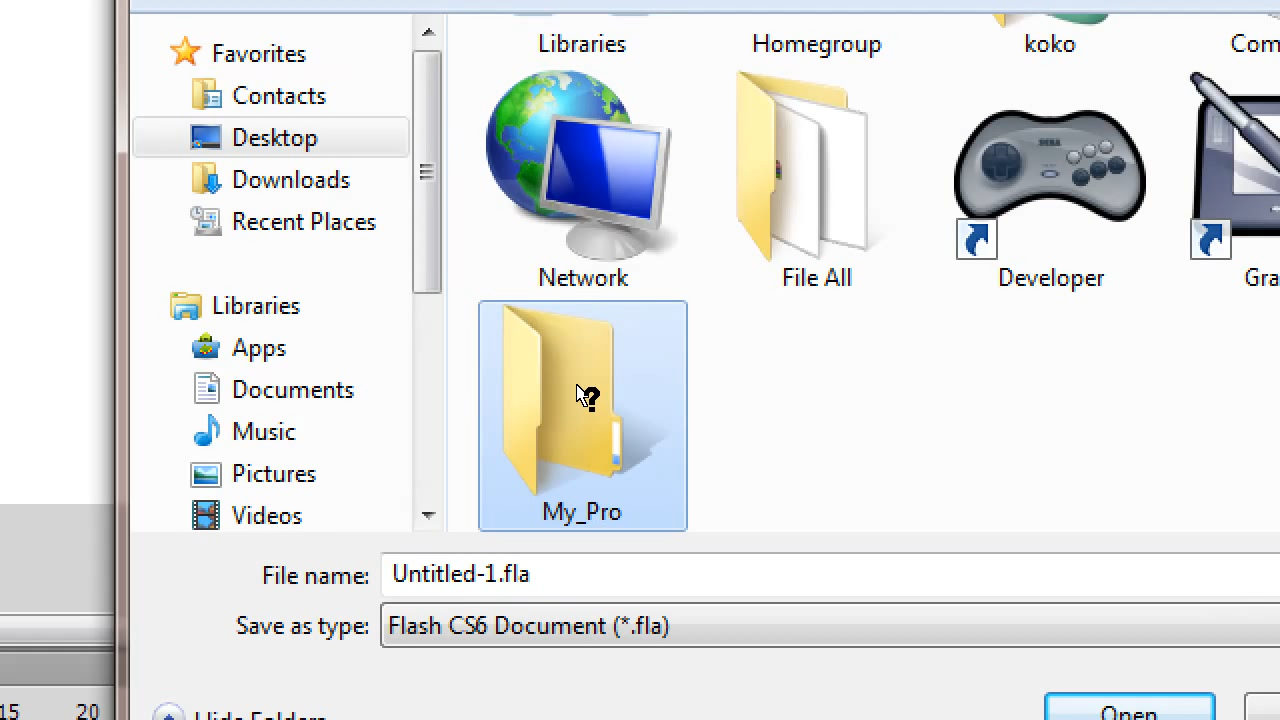 Favorites
Contacts
Desktop
Downloads
Recent Places
Libraries
Apps
Documents
Music
Pictures
Videos
Libraries
Homegroup
koko
Com
Network
File All
SEGA
Developer
Gra
My_Pro
?
File name: Untitled-1.fla
Save as type: Flash CS6 Document (*.fla)
15 20
Hide Folders
Open